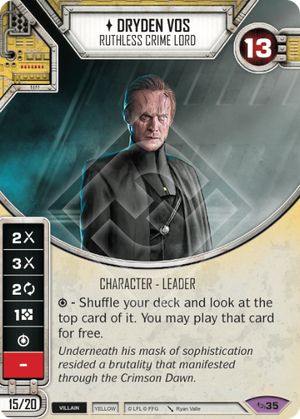 DRYDEN VOS
RUTHLESS CRIME LORD
13
2
3
2
1
-
15/20
CHARACTER - LEADER
- Shuffle your deck and look at the
top card of it. You may play that card
for free.
Underneath his mask of sophistication
resided a brutality that manifested
through the Crimson Dawn.
VILLAIN
YELLOW
© LFL © FFG
Ryan Valle
35